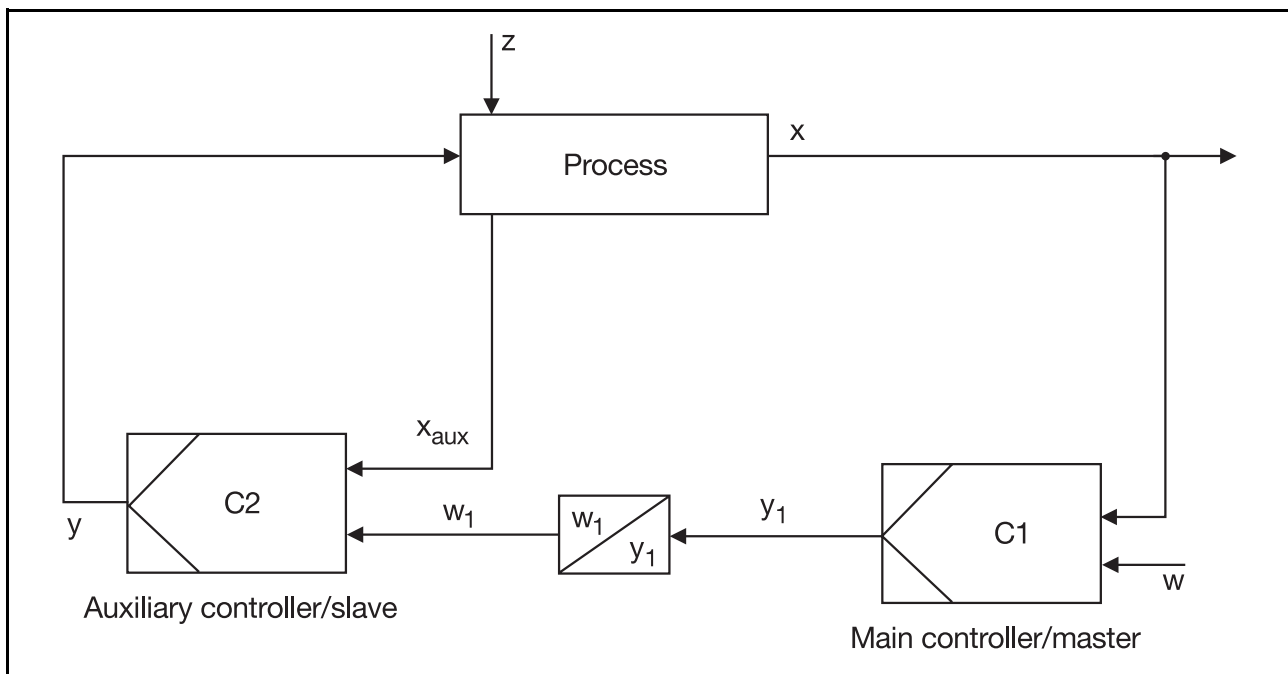 z
x
Process
x_aux
C2
y
w₁
w₁
y₁
y₁
C1
w
Auxiliary controller/slave
Main controller/master